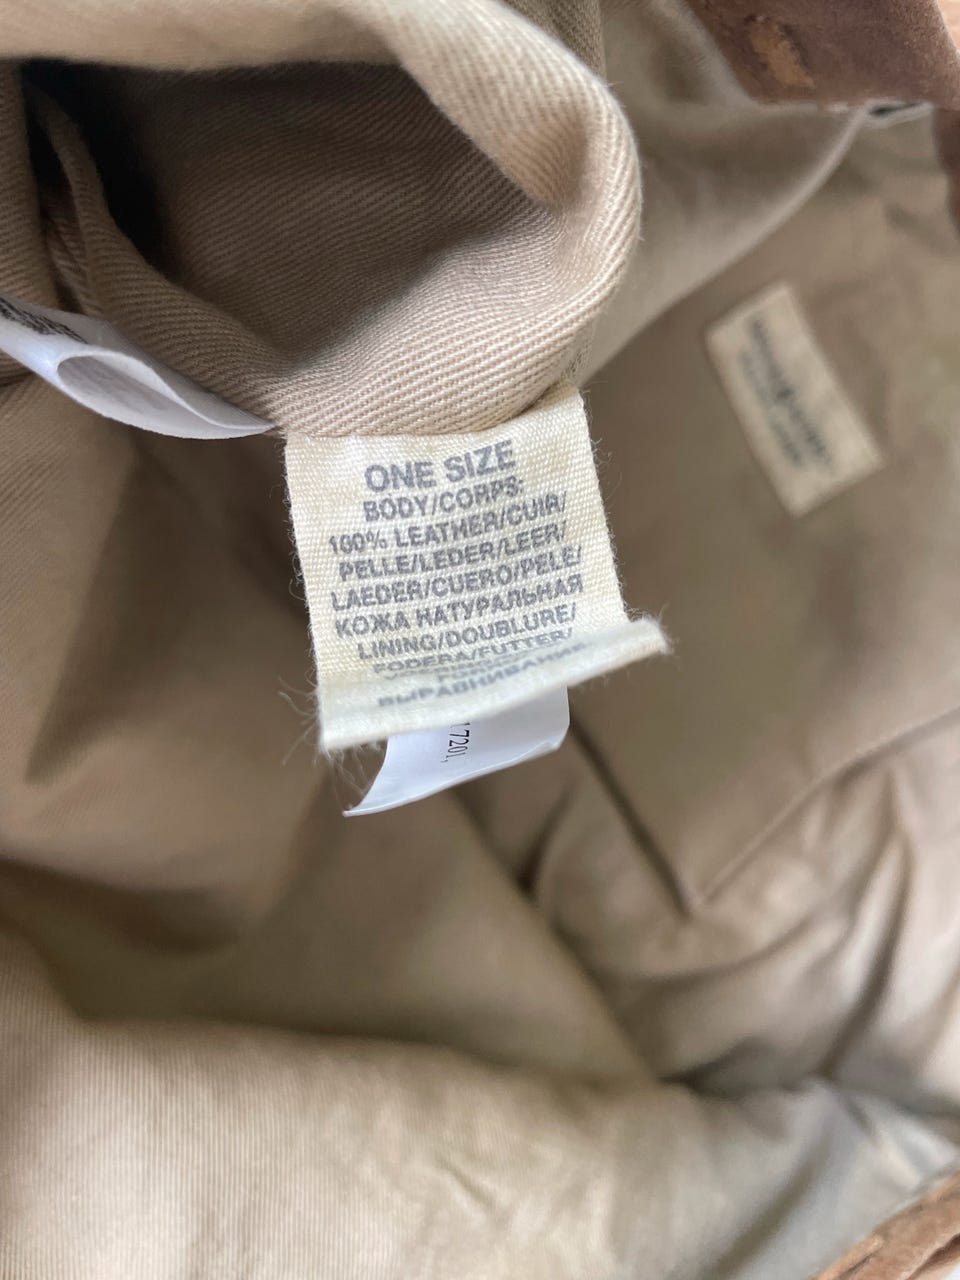 ONE SIZE
BODY/CORPS:
100% LEATHER/CUIR/
PELLE/LEDER/LEER/
LAEDER/CUERO/PELE/
КОЖА НАТУРАЛЬНАЯ
LINING/DOUBLURE/
FODERA/FUTTER/
ВЫРАВНИВАНИЕ